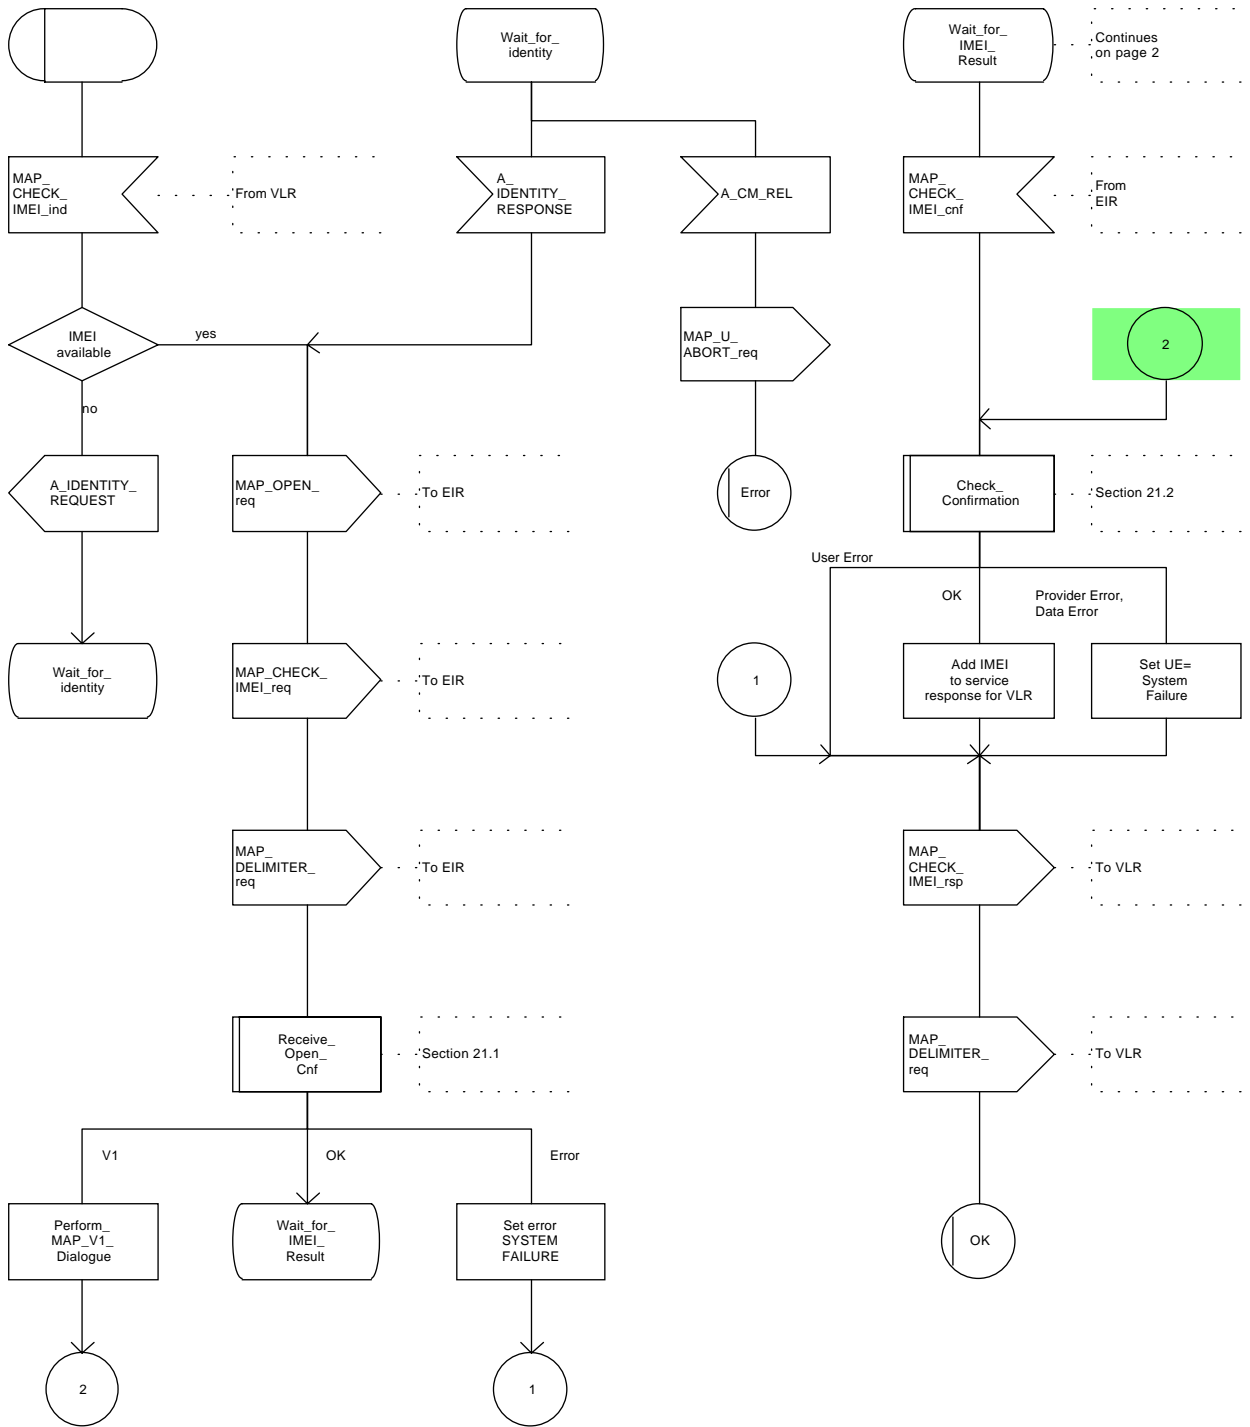 Wait_for_
identity
Wait_for_
IMEI_
Result
Continues
on page 2
MAP_
CHECK_
IMEI_ind
From VLR
A_
IDENTITY_
RESPONSE
A_CM_REL
MAP_
CHECK_
IMEI_cnf
From
EIR
IMEI
available
yes
no
MAP_U_
ABORT_req
2
A_IDENTITY_
REQUEST
MAP_OPEN_
req
To EIR
Error
Check_
Confirmation
Section 21.2
User Error
OK
Provider Error,
Data Error
Wait_for_
identity
MAP_CHECK_
IMEI_req
To EIR
1
Add IMEI
to service
response for VLR
Set UE=
System
Failure
MAP_
DELIMITER_
req
To EIR
MAP_
CHECK_
IMEI_rsp
To VLR
Receive_
Open_
Cnf
Section 21.1
MAP_
DELIMITER_
req
To VLR
V1
OK
Error
Perform_
MAP_V1_
Dialogue
Wait_for_
IMEI_
Result
Set error
SYSTEM
FAILURE
OK
2
1